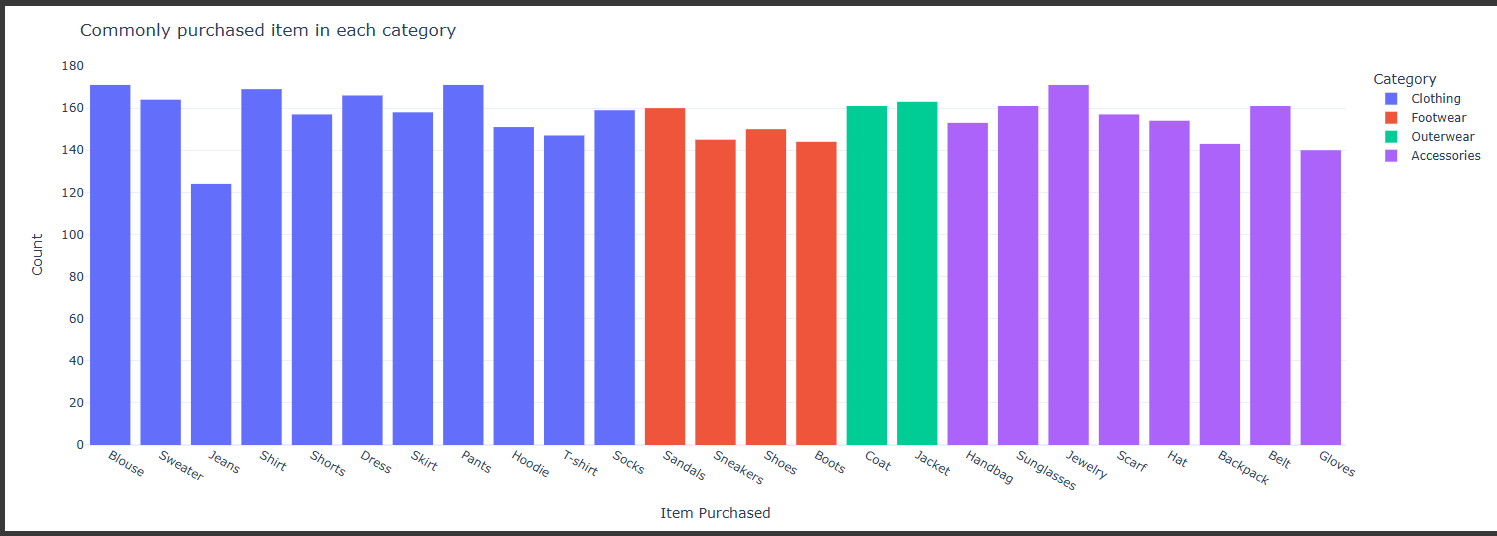 Commonly purchased item in each category
180
160
140
120
100
80
60
40
20
0
Count
Blouse
Sweater
Jeans
Shirt
Shorts
Dress
Skirt
Pants
Hoodie
T-shirt
Socks
Sandals
Sneakers
Shoes
Boots
Coat
Jacket
Handbag
Sunglasses
Jewelry
Scarf
Hat
Backpack
Belt
Gloves
Item Purchased
Category
Clothing
Footwear
Outerwear
Accessories